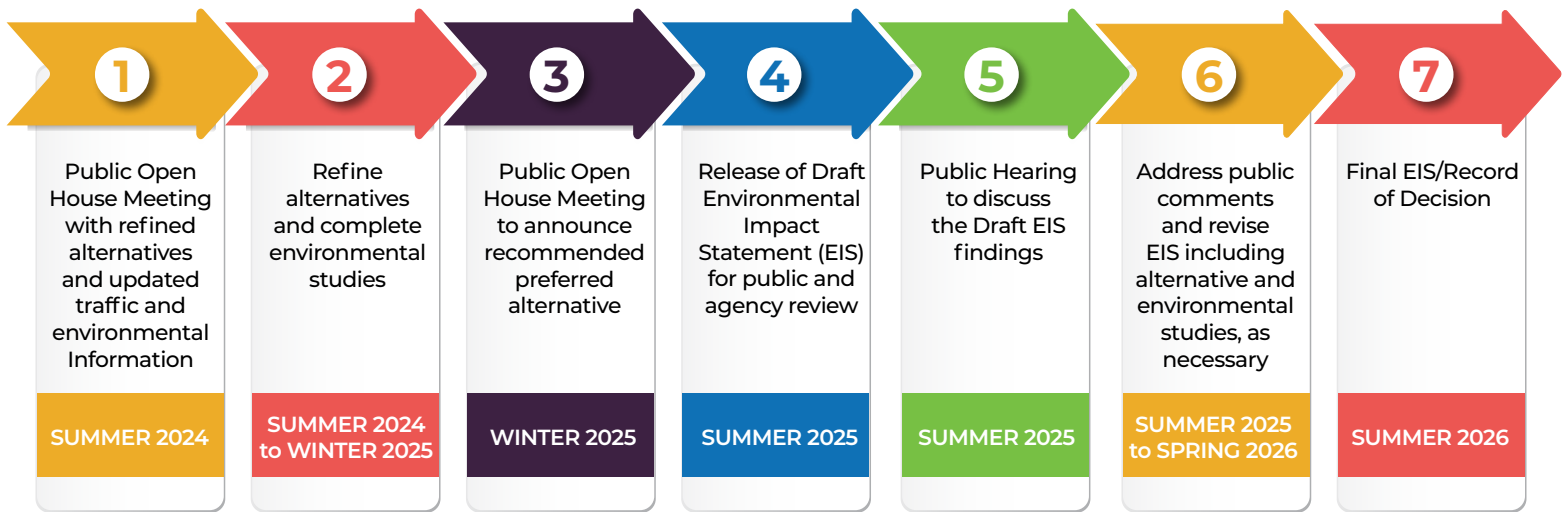 1
Public Open
House Meeting
with refined
alternatives
and updated
traffic and
environmental
Information
SUMMER 2024
2
Refine
alternatives
and complete
environmental
studies
SUMMER 2024
to WINTER 2025
3
Public Open
House Meeting
to announce
recommended
preferred
alternative
WINTER 2025
4
Release of Draft
Environmental
Impact
Statement (EIS)
for public and
agency review
SUMMER 2025
5
Public Hearing
to discuss
the Draft EIS
findings
SUMMER 2025
6
Address public
comments
and revise
EIS including
alternative and
environmental
studies, as
necessary
SUMMER 2025
to SPRING 2026
7
Final EIS/Record
of Decision
SUMMER 2026